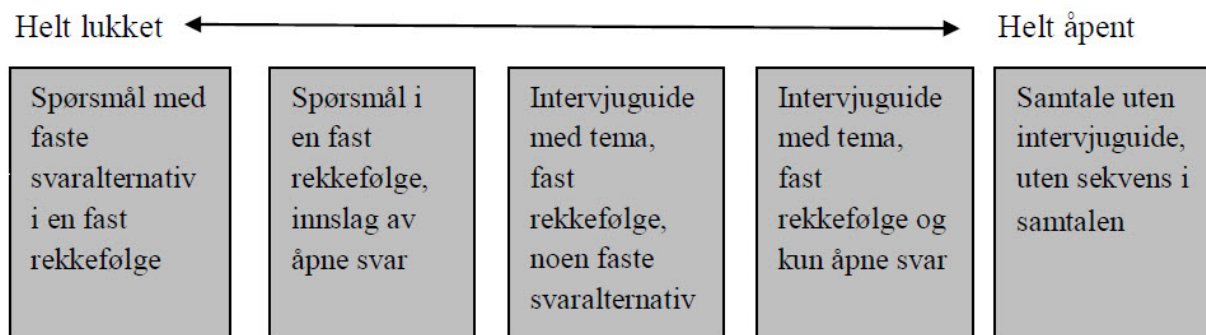 Helt lukket
Helt åpent
Spørsmål med
faste
svaralternativ
i en fast
rekkefølge
Spørsmål i
en fast
rekkefølge,
innslag av
åpne svar
Intervjuguide
med tema,
fast
rekkefølge,
noen faste
svaralternativ
Intervjuguide
med tema,
fast
rekkefølge og
kun åpne svar
Samtale uten
intervjuguide,
uten sekvens i
samtalen